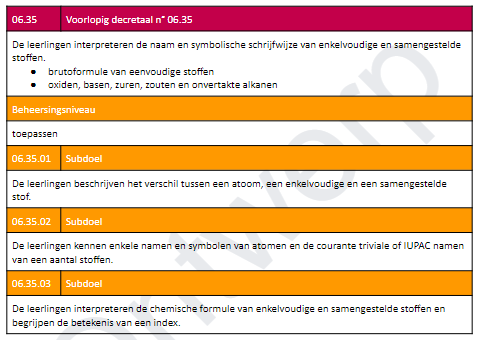 06.35 Voorlopig decretaal n° 06.35
De leerlingen interpreteren de naam en symbolische schrijfwijze van enkelvoudige en samengestelde
stoffen.
● brutoformule van eenvoudige stoffen
● oxiden, basen, zuren, zouten en onvertakte alkanen
Beheersingsniveau
toepassen
06.35.01 Subdoel
De leerlingen beschrijven het verschil tussen een atoom, een enkelvoudige en een samengestelde
stof.
06.35.02 Subdoel
De leerlingen kennen enkele namen en symbolen van atomen en de courante triviale of IUPAC namen
van een aantal stoffen.
06.35.03 Subdoel
De leerlingen interpreteren de chemische formule van enkelvoudige en samengestelde stoffen en
begrijpen de betekenis van een index.
Ontwerp